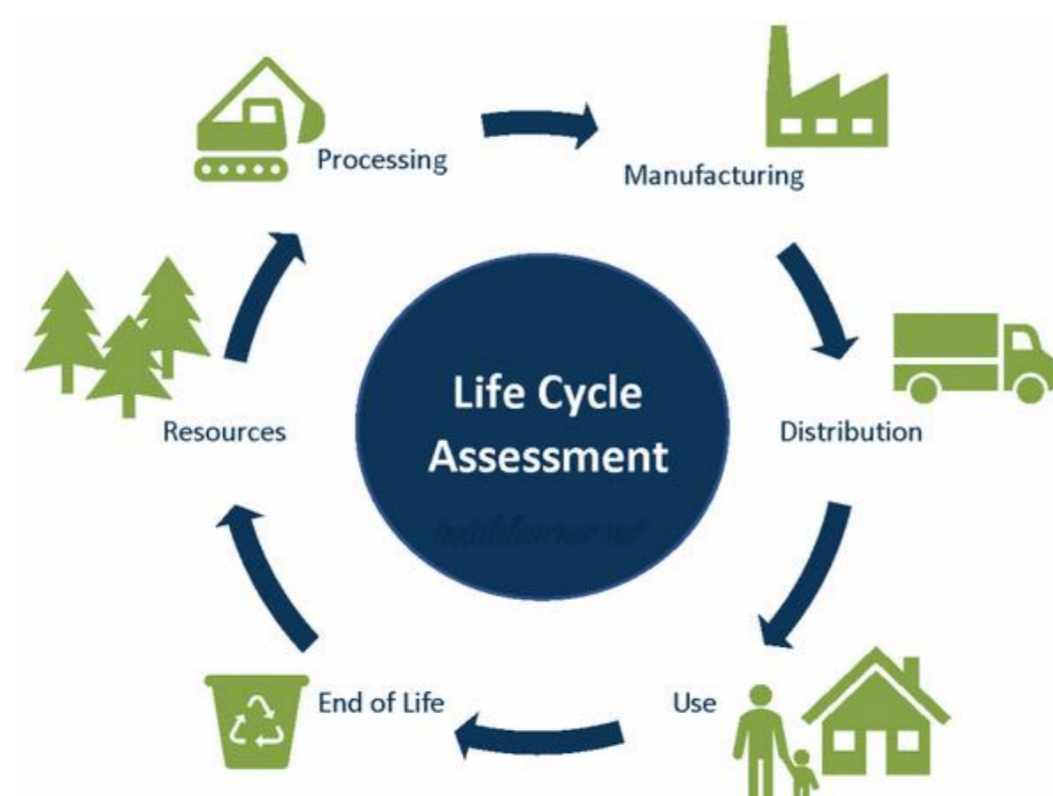 Processing
Manufacturing
Resources
Life Cycle
Assessment
Distribution
End of Life
Use